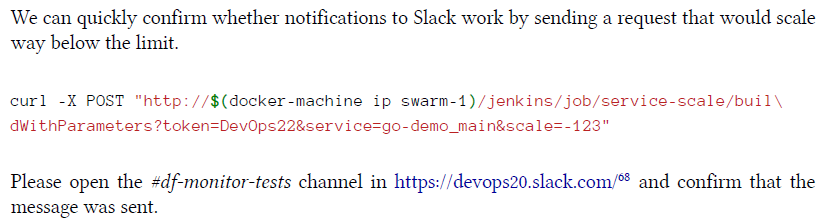 We can quickly confirm whether notifications to Slack work by sending a request that would scale
way below the limit.
curl -X POST "http://$(docker-machine ip swarm-1)/jenkins/job/service-scale/buil\
dWithParameters?token=DevOps22&service=go-demo_main&scale=-123"
Please open the #df-monitor-tests channel in https://devops20.slack.com/68 and confirm that the
message was sent.